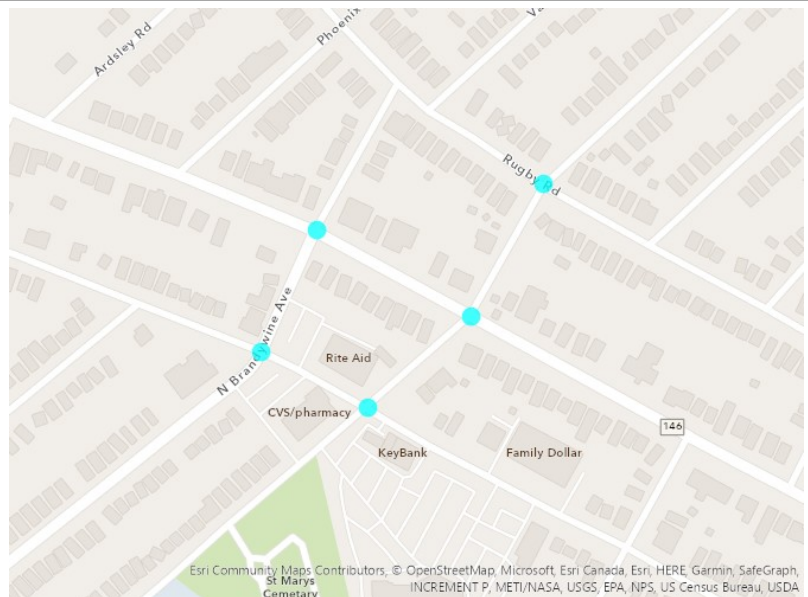 Ardsley Rd
Phoenix
Va
Rugby Rd
N Brandywine Ave
Rite Aid
CVS/pharmacy
146
KeyBank
Family Dollar
St Marys
Cemetary
Esri Community Maps Contributors, © OpenStreetMap, Microsoft, Esri Canada, Esri, HERE, Garmin, SafeGraph,
INCREMENT P, METI/NASA, USGS, EPA, NPS, US Census Bureau, USDA